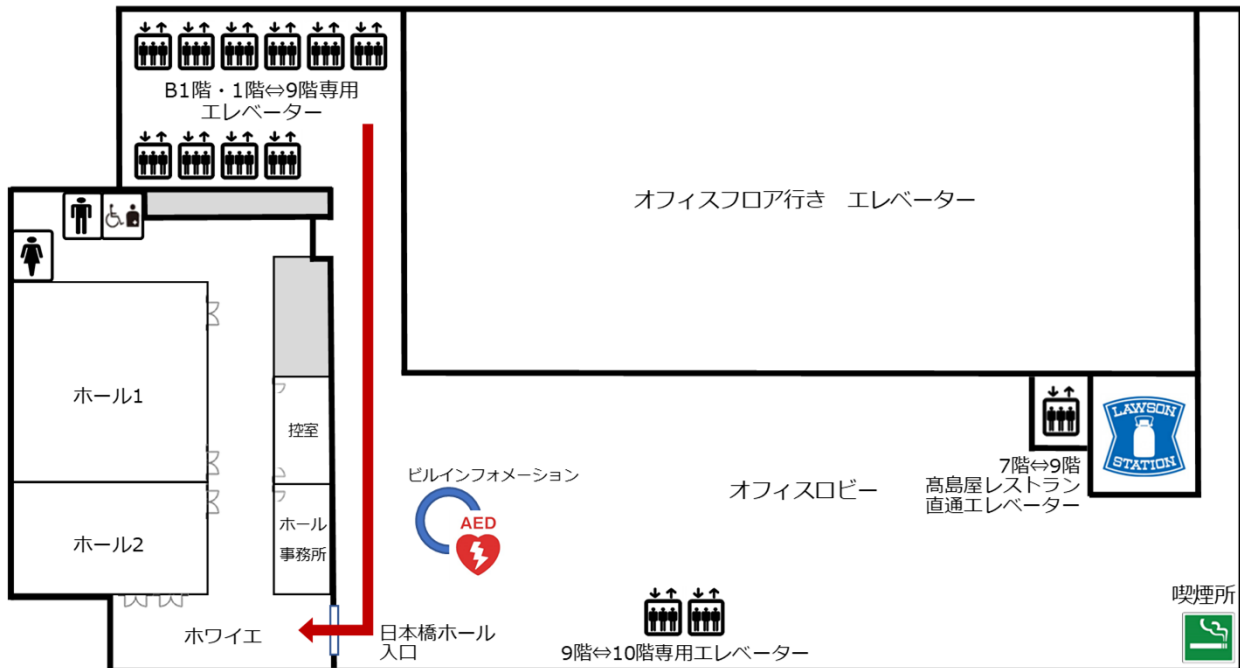 B1階・1階⇔9階専用
エレベーター
オフィスフロア行き　エレベーター
ホール1
控室
ビルインフォメーション
AED
LAWSON
STATION
7階⇔9階
髙島屋レストラン
直通エレベーター
オフィスロビー
ホール2
ホール
事務所
喫煙所
ホワイエ
日本橋ホール
入口
9階⇔10階専用エレベーター